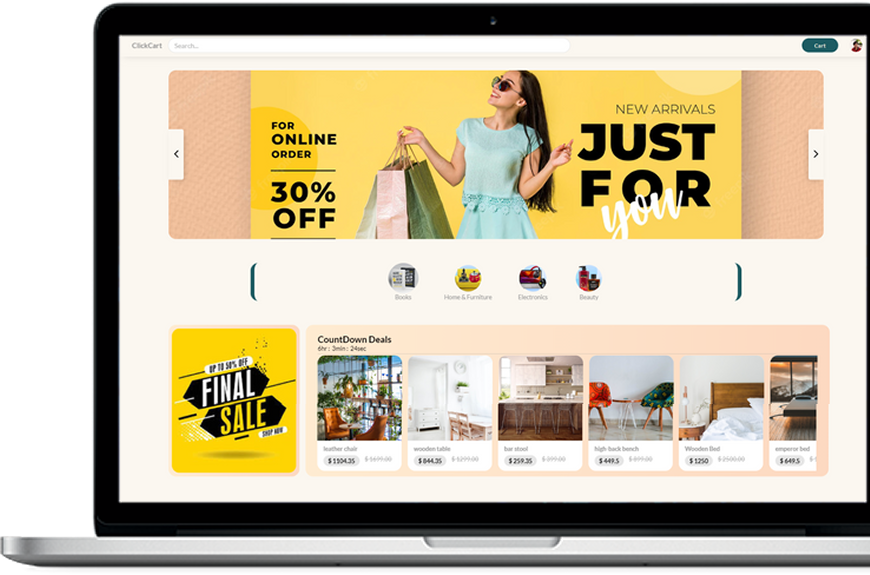 ClickCart
Search...
Cart
FOR
ONLINE
ORDER
30%
OFF
NEW ARRIVALS
JUST
FOR
you
Books
Home & Furniture
Electronics
Beauty
UP TO 50% OFF
FINAL
SALE
SHOP NOW
CountDown Deals
6hr : 3min : 24sec
leather chair
$ 1104.35 $ 1699.00
wooden table
$ 844.35 $ 1299.00
bar stool
$ 259.35 $ 399.00
high back bench
$ 449.5 $ 899.00
Wooden Bed
$ 1250 $ 2500.00
emperor bed
$ 649.5 $